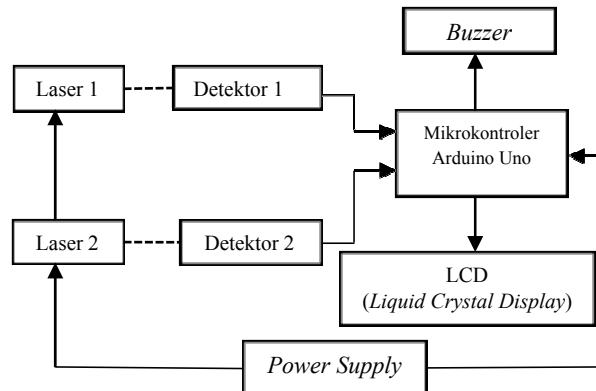 Buzzer
Laser 1
Detektor 1
Mikrokontroler
Arduino Uno
Laser 2
Detektor 2
LCD
(Liquid Crystal Display)
Power Supply